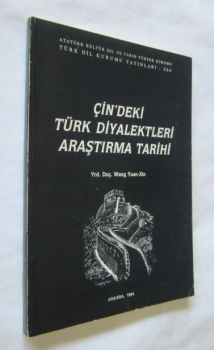 ATATÜRK KÜLTÜR DİL VE TARİH YÜKSEK KURUMU
TÜRK DİL KURUMU YAYINLARI : 584
ÇİN'DEKİ
TÜRK DİYALEKTLERİ
ARAŞTIRMA TARİHİ
Yrd. Doç. Wang Yuan-Xin
ANKARA, 1994